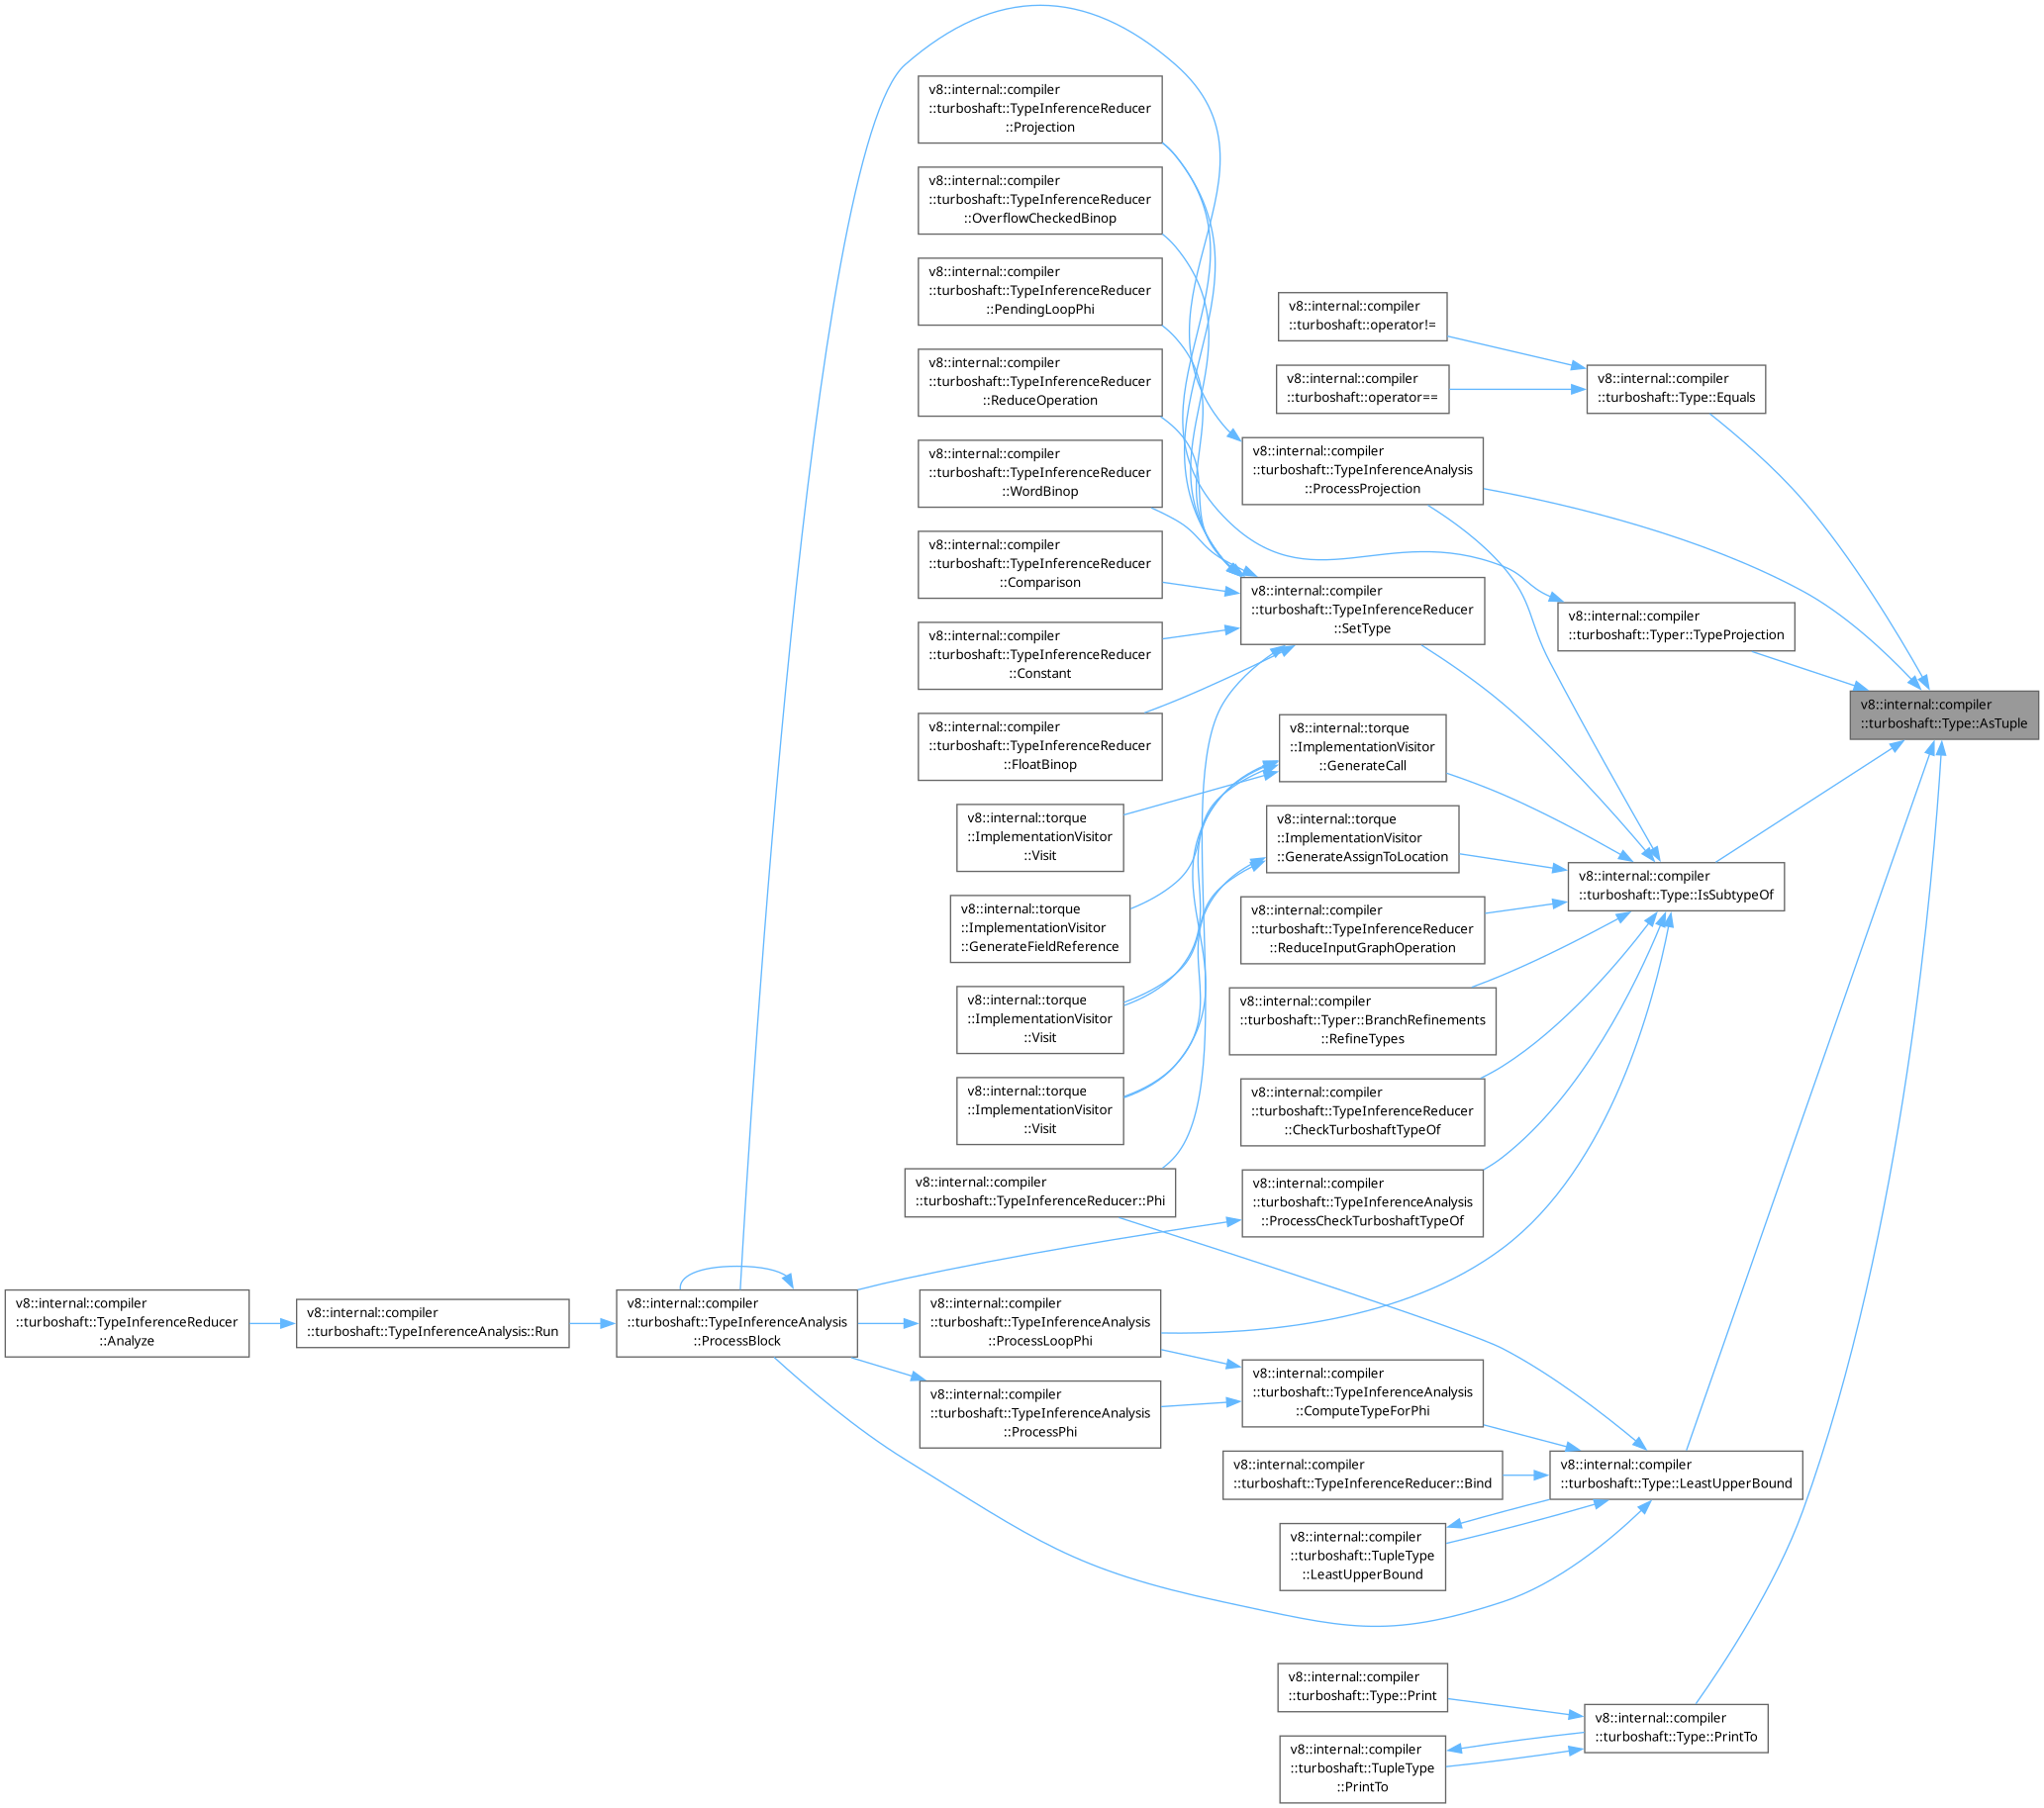 v8::internal::compiler
::turboshaft::TypeInferenceReducer
::Projection
v8::internal::compiler
::turboshaft::TypeInferenceReducer
::OverflowCheckedBinop
v8::internal::compiler
::turboshaft::TypeInferenceReducer
::PendingLoopPhi
v8::internal::compiler
::turboshaft::TypeInferenceReducer
::ReduceOperation
v8::internal::compiler
::turboshaft::TypeInferenceReducer
::WordBinop
v8::internal::compiler
::turboshaft::TypeInferenceReducer
::Comparison
v8::internal::compiler
::turboshaft::TypeInferenceReducer
::Constant
v8::internal::compiler
::turboshaft::TypeInferenceReducer
::FloatBinop
v8::internal::torque
::ImplementationVisitor
::Visit
v8::internal::torque
::ImplementationVisitor
::GenerateFieldReference
v8::internal::torque
::ImplementationVisitor
::Visit
v8::internal::torque
::ImplementationVisitor
::Visit
v8::internal::compiler
::turboshaft::TypeInferenceReducer::Phi
v8::internal::compiler
::turboshaft::TypeInferenceReducer
::Analyze
v8::internal::compiler
::turboshaft::TypeInferenceAnalysis::Run
v8::internal::compiler
::turboshaft::TypeInferenceAnalysis
::ProcessBlock
v8::internal::compiler
::turboshaft::TypeInferenceAnalysis
::ProcessLoopPhi
v8::internal::compiler
::turboshaft::TypeInferenceAnalysis
::ProcessPhi
v8::internal::compiler
::turboshaft::operator!=
v8::internal::compiler
::turboshaft::operator==
v8::internal::compiler
::turboshaft::TypeInferenceAnalysis
::ProcessProjection
v8::internal::compiler
::turboshaft::TypeInferenceReducer
::SetType
v8::internal::torque
::ImplementationVisitor
::GenerateCall
v8::internal::torque
::ImplementationVisitor
::GenerateAssignToLocation
v8::internal::compiler
::turboshaft::TypeInferenceReducer
::ReduceInputGraphOperation
v8::internal::compiler
::turboshaft::Typer::BranchRefinements
::RefineTypes
v8::internal::compiler
::turboshaft::TypeInferenceReducer
::CheckTurboshaftTypeOf
v8::internal::compiler
::turboshaft::TypeInferenceAnalysis
::ProcessCheckTurboshaftTypeOf
v8::internal::compiler
::turboshaft::TypeInferenceAnalysis
::ComputeTypeForPhi
v8::internal::compiler
::turboshaft::TypeInferenceReducer::Bind
v8::internal::compiler
::turboshaft::TupleType
::LeastUpperBound
v8::internal::compiler
::turboshaft::Type::Print
v8::internal::compiler
::turboshaft::TupleType
::PrintTo
v8::internal::compiler
::turboshaft::Type::Equals
v8::internal::compiler
::turboshaft::Typer::TypeProjection
v8::internal::compiler
::turboshaft::Type::IsSubtypeOf
v8::internal::compiler
::turboshaft::Type::LeastUpperBound
v8::internal::compiler
::turboshaft::Type::PrintTo
v8::internal::compiler
::turboshaft::Type::AsTuple